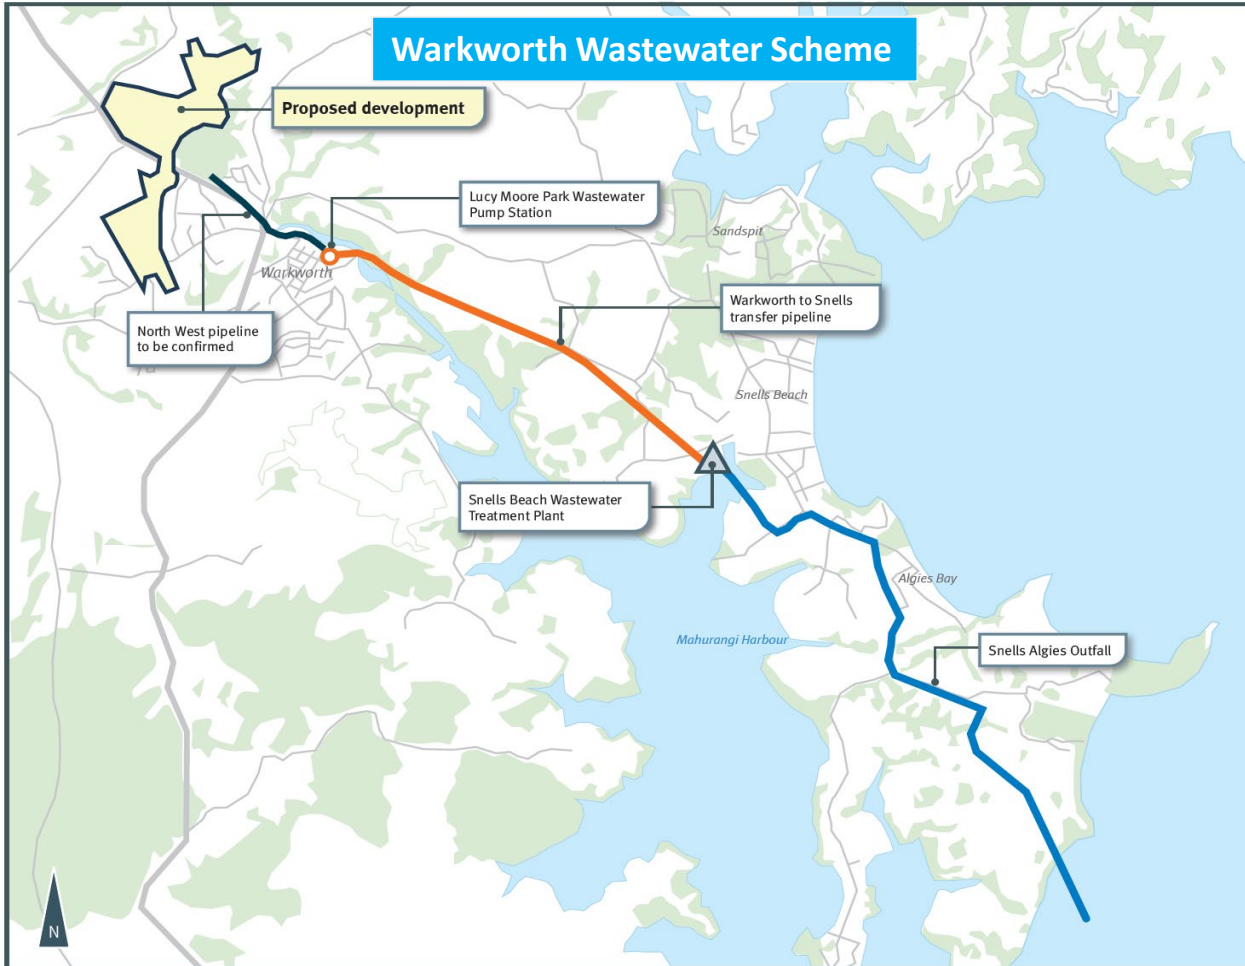 Warkworth Wastewater Scheme
Proposed development
Lucy Moore Park Wastewater
Pump Station
Sandspit
Warkworth
Warkworth to Snells
transfer pipeline
North West pipeline
to be confirmed
Snells Beach
Snells Beach Wastewater
Treatment Plant
Algies Bay
Mahurangi Harbour
Snells Algies Outfall
N